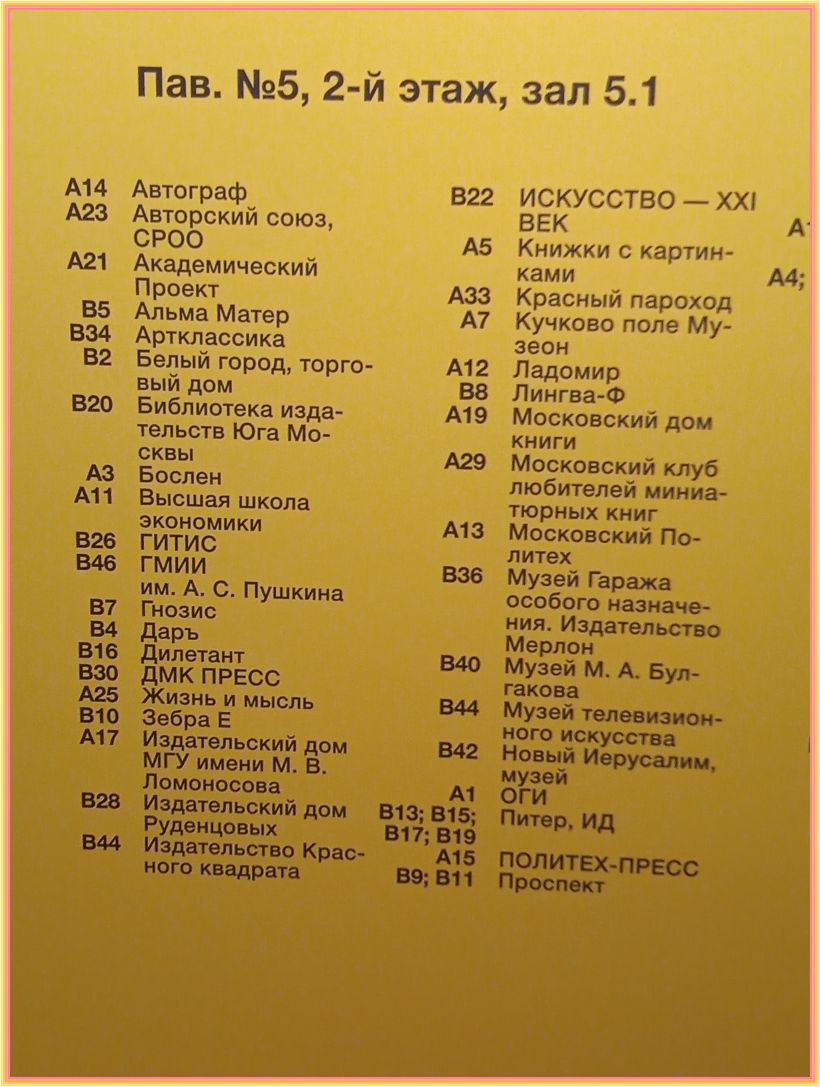 Пав. №5, 2-й этаж, зал 5.1
A14 Автограф
A23 Авторский союз,
СРОО
A21 Академический
Проект
B5 Альма Матер
B34 Артклассика
B2 Белый город, торго-
вый дом
B20 Библиотека изда-
тельств Юга Мо-
сквы
A3 Бослен
A11 Высшая школа
экономики
B26 ГИТИС
B46 ГМИИ
им. А. С. Пушкина
B7 Гнозис
B4 Даръ
B16 Дилетант
B30 ДМК ПРЕСС
A25 Жизнь и мысль
B10 Зебра Е
A17 Издательский дом
МГУ имени М. В.
Ломоносова
B28 Издательский дом
Руденцовых
B44 Издательство Крас-
ного квадрата
B22 ИСКУССТВО — XXI
ВЕК
A5 Книжки с картин-
ками
A33 Красный пароход
A7 Кучково поле Му-
зеон
A12 Ладомир
B8 Лингва-Ф
A19 Московский дом
книги
A29 Московский клуб
любителей миниа-
тюрных книг
A13 Московский По-
литех
B36 Музей Гаража
особого назначе-
ния. Издательство
Мерлон
B40 Музей М. А. Бул-
гакова
B44 Музей телевизион-
ного искусства
B42 Новый Иерусалим,
музей
A1 ОГИ
B13; B15; Питер, ИД
B17; B19
A15 ПОЛИТЕХ-ПРЕСС
B9; B11 Проспект
A4;